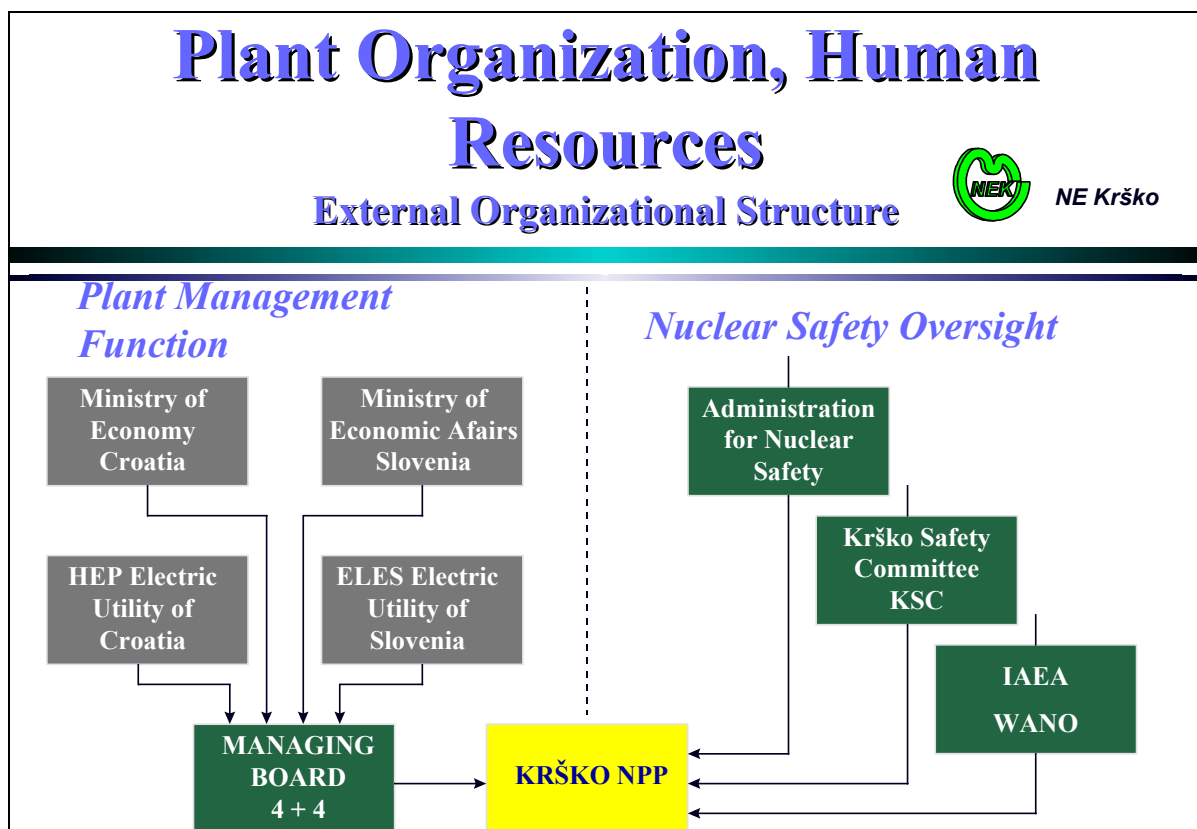 Plant Organization, Human
Resources
External Organizational Structure
NEK
NE Krško
Plant Management
Function
Nuclear Safety Oversight
Ministry of
Economy
Croatia
Ministry of
Economic Afairs
Slovenia
Administration
for Nuclear
Safety
HEP Electric
Utility of
Croatia
ELES Electric
Utility of
Slovenia
Krško Safety
Committee
KSC
IAEA
WANO
MANAGING
BOARD
4 + 4
KRŠKO NPP